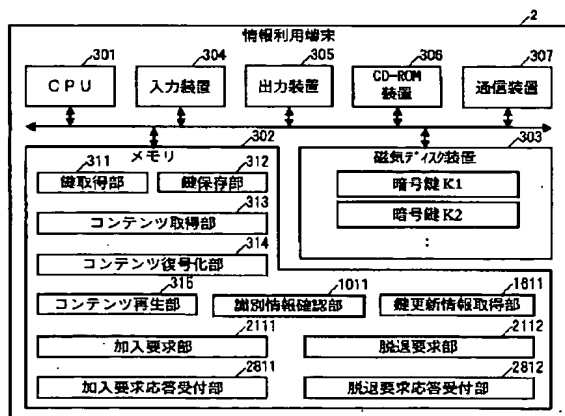 2
情報利用端末
301 304 305 306 307
CPU 入力装置 出力装置 CD-ROM装置 通信装置
302 303
メモリ 磁気ディスク装置
311 312
鍵取得部 鍵保存部 暗号鍵K1
313
コンテンツ取得部 暗号鍵K2
314 :
コンテンツ復号化部
315 1011 1611
コンテンツ再生部 識別情報確認部 鍵更新情報取得部
2111 2112
加入要求部 脱退要求部
2811 2812
加入要求応答受付部 脱退要求応答受付部